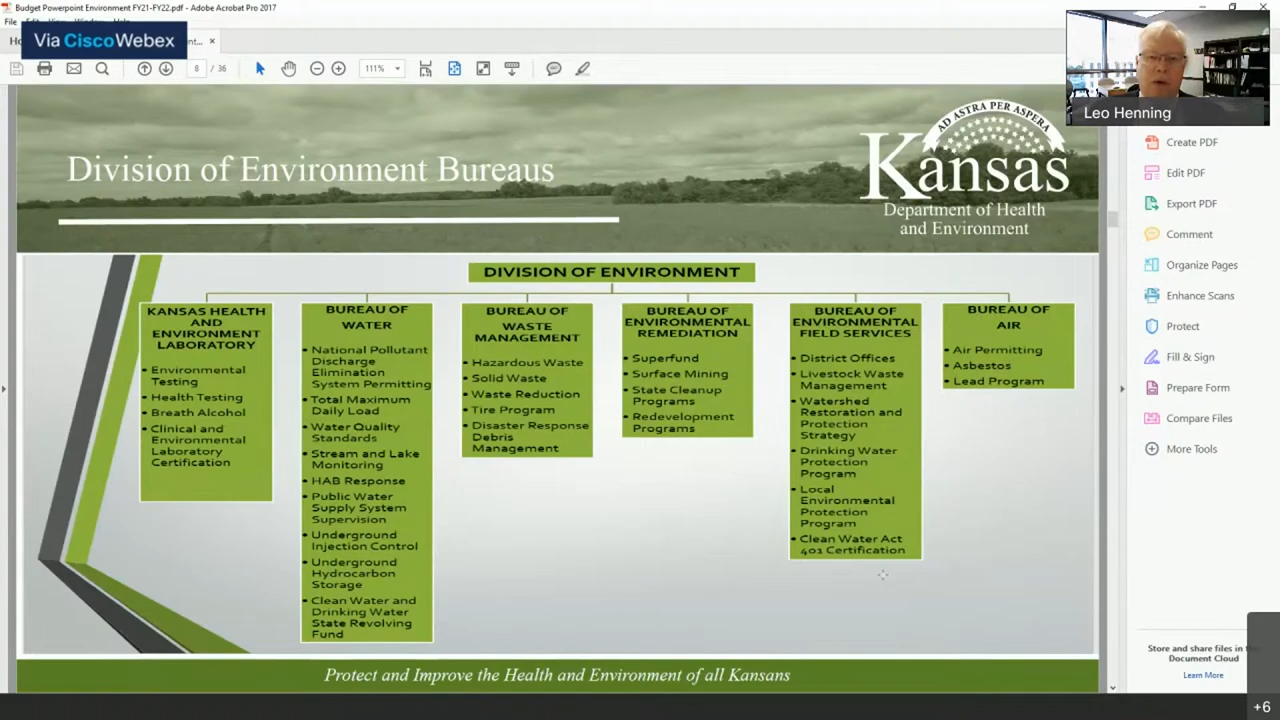 Budget Powerpoint Environment FY21-FY22.pdf - Adobe Acrobat Pro 2017
File Edit View Window Help
Via CiscoWebex
8 / 36
111%
Leo Henning
Division of Environment Bureaus
AD ASTRA PER ASPERA
Kansas
Department of Health
and Environment
DIVISION OF ENVIRONMENT
KANSAS HEALTH
AND
ENVIRONMENT
LABORATORY
• Environmental
Testing
• Health Testing
• Breath Alcohol
• Clinical and
Environmental
Laboratory
Certification
BUREAU OF
WATER
• National Pollutant
Discharge
Elimination
System Permitting
• Total Maximum
Daily Load
• Water Quality
Standards
• Stream and Lake
Monitoring
• HAB Response
• Public Water
Supply System
Supervision
• Underground
Injection Control
• Underground
Hydrocarbon
Storage
• Clean Water and
Drinking Water
State Revolving
Fund
BUREAU OF
WASTE
MANAGEMENT
• Hazardous Waste
• Solid Waste
• Waste Reduction
• Tire Program
• Disaster Response
Debris
Management
BUREAU OF
ENVIRONMENTAL
REMEDIATION
• Superfund
• Surface Mining
• State Cleanup
Programs
• Redevelopment
Programs
BUREAU OF
ENVIRONMENTAL
FIELD SERVICES
• District Offices
• Livestock Waste
Management
• Watershed
Restoration and
Protection
Strategy
• Drinking Water
Protection
Program
• Local
Environmental
Protection
Program
• Clean Water Act
401 Certification
BUREAU OF
AIR
• Air Permitting
• Asbestos
• Lead Program
Protect and Improve the Health and Environment of all Kansans
Create PDF
Edit PDF
Export PDF
Comment
Organize Pages
Enhance Scans
Protect
Fill & Sign
Prepare Form
Compare Files
More Tools
Store and share files in
Document Cloud
Learn More
+6